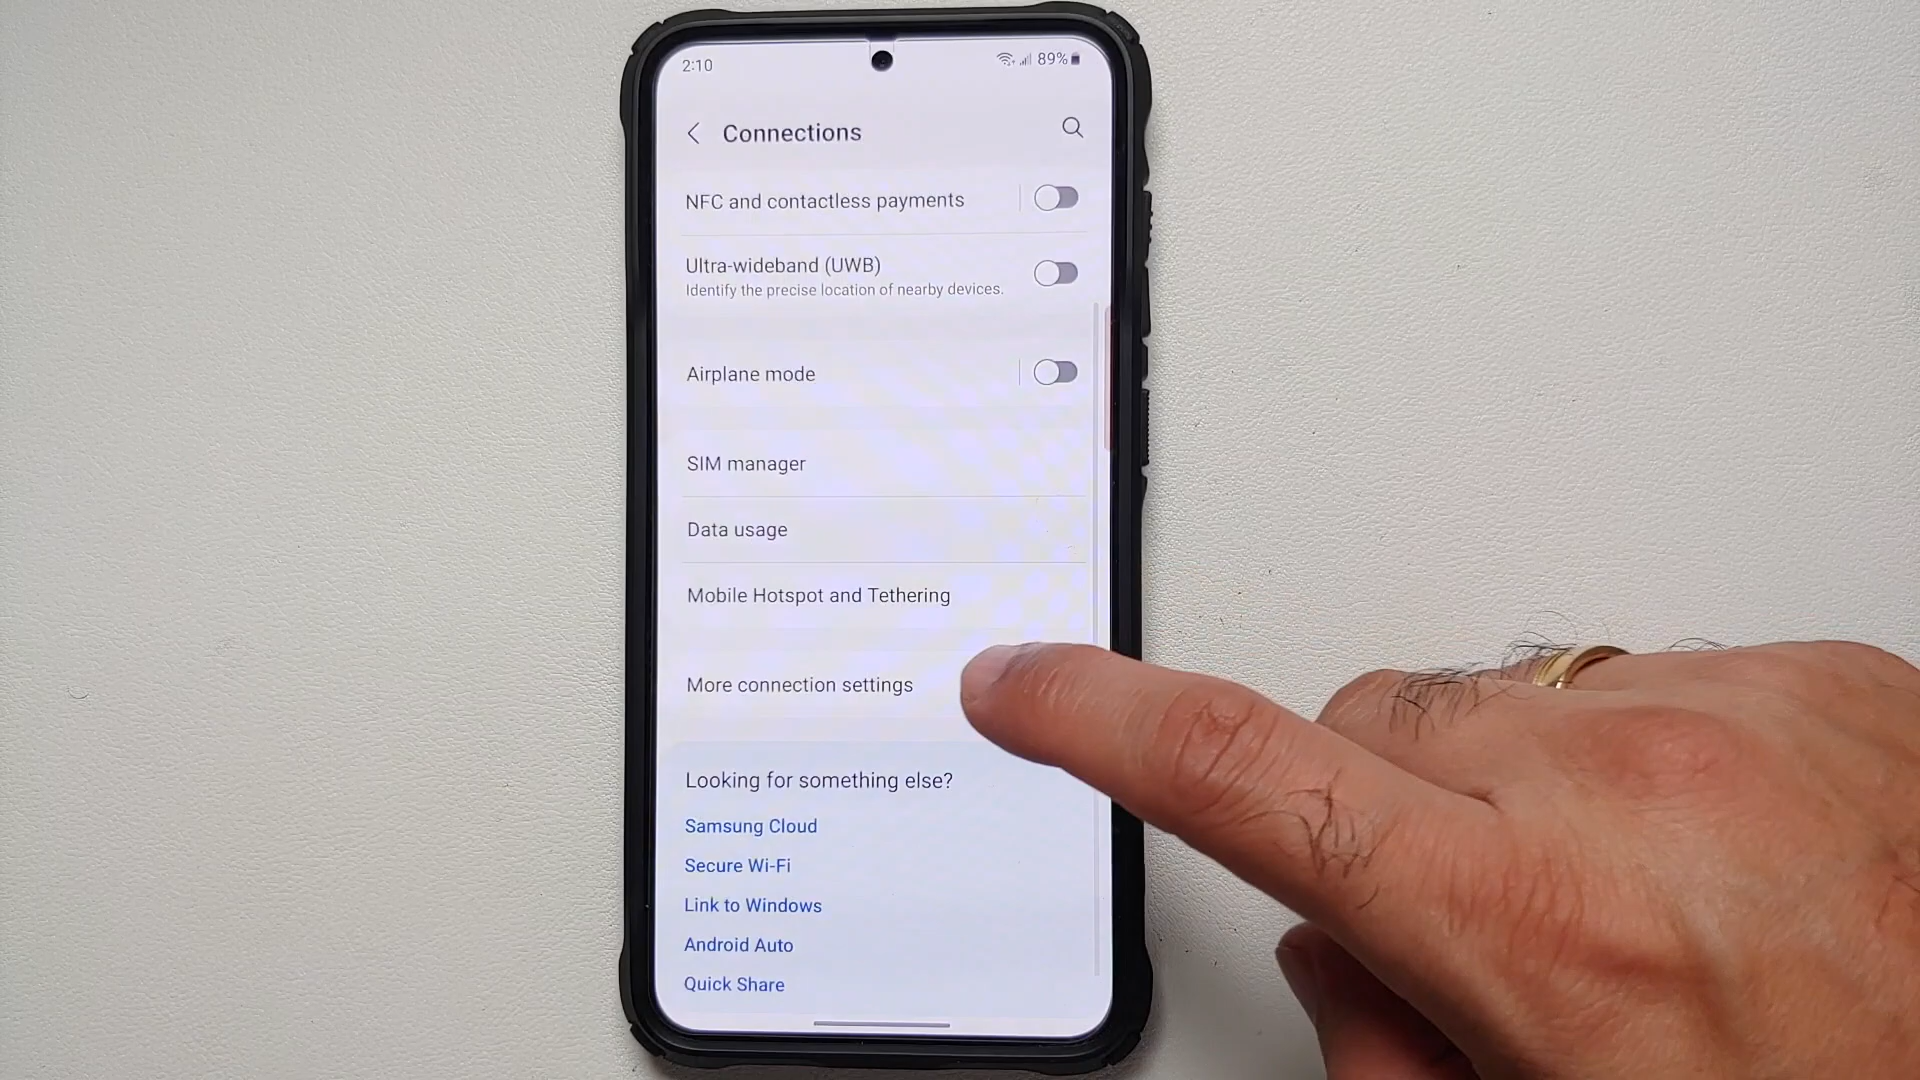 2:10
89%
Connections
NFC and contactless payments
Ultra-wideband (UWB)
Identify the precise location of nearby devices.
Airplane mode
SIM manager
Data usage
Mobile Hotspot and Tethering
More connection settings
Looking for something else?
Samsung Cloud
Secure Wi-Fi
Link to Windows
Android Auto
Quick Share